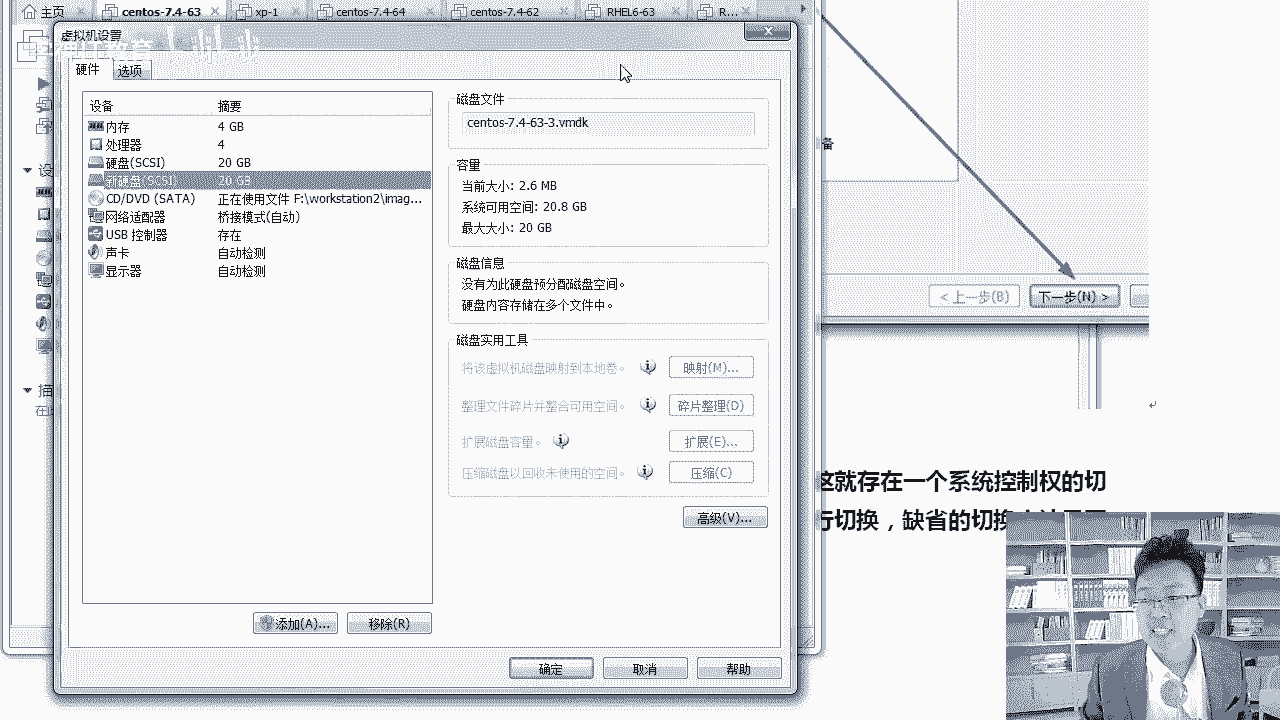 主页 centos-7.4-63 xp-1 centos-7.4-64 centos-7.4-62 RHEL6-63 R...
虚拟机设置
硬件 选项
设备 摘要
内存 4 GB
处理器 4
硬盘(SCSI) 20 GB
新硬盘(SCSI) 20 GB
CD/DVD (SATA) 正在使用文件 F:\workstation2\imag...
网络适配器 桥接模式(自动)
USB 控制器 存在
声卡 自动检测
显示器 自动检测
添加(A)... 移除(R)
磁盘文件
centos-7.4-63-3.vmdk
容量
当前大小: 2.6 MB
系统可用空间: 20.8 GB
最大大小: 20 GB
磁盘信息
没有为此硬盘预分配磁盘空间。
硬盘内容存储在多个文件中。
磁盘实用工具
将该虚拟机磁盘映射到本地卷。 映射(M)...
整理文件碎片并整合可用空间。 碎片整理(D)
扩展磁盘容量。 扩展(E)...
压缩磁盘以回收未使用的空间。 压缩(C)
高级(V)...
确定 取消 帮助
设
描
备
< 上一步(B) 下一步(N) >
这就存在一个系统控制权的切
行切换，缺省的切换